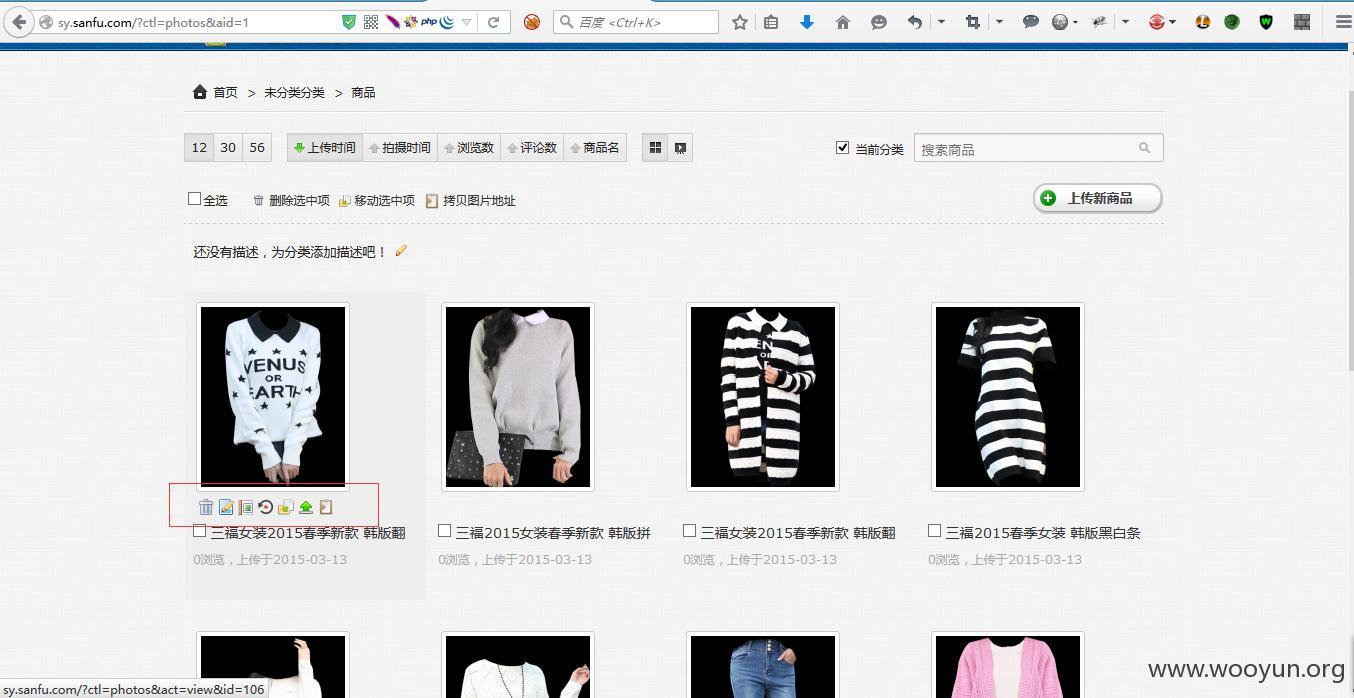 sy.sanfu.com/?ctl=photos&aid=1
php
百度 <Ctrl+K>
首页 > 未分类分类 > 商品
12 30 56 上传时间 拍摄时间 浏览数 评论数 商品名 当前分类 搜索商品
全选 删除选中项 移动选中项 拷贝图片地址 上传新商品
还没有描述，为分类添加描述吧！
VENUS
OR
EARTH
三福女装2015春季新款 韩版翻 三福2015女装春季新款 韩版拼 三福女装2015春季新款 韩版翻 三福2015春季女装 韩版黑白条
0浏览，上传于2015-03-13 0浏览，上传于2015-03-13 0浏览，上传于2015-03-13 0浏览，上传于2015-03-13
www.wooyun.org
sy.sanfu.com/?ctl=photos&act=view&id=106